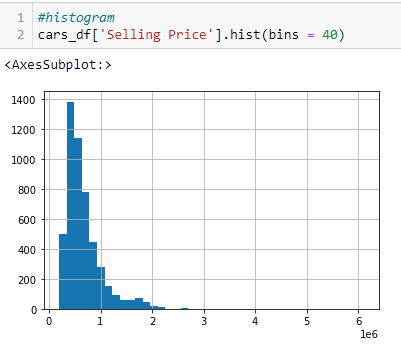 1 #histogram
2 cars_df['Selling Price'].hist(bins = 40)
<AxesSubplot:>
1400
1200
1000
800
600
400
200
0
0 1 2 3 4 5 6
1e6